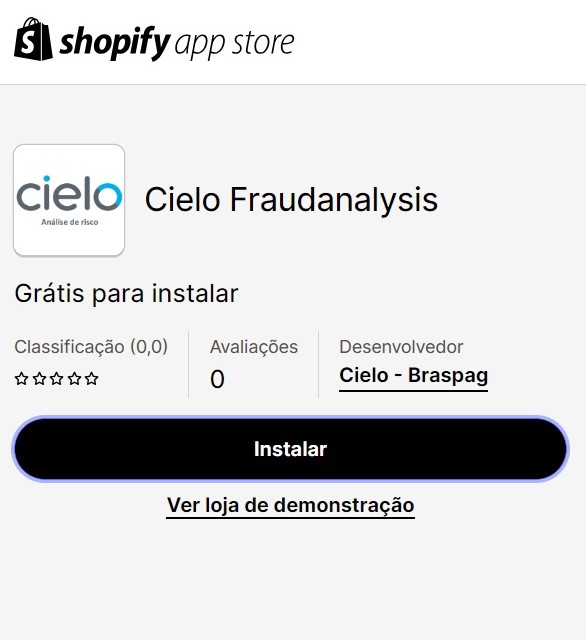 shopify app store
cielo
Análise de risco
Cielo Fraudanalysis
Grátis para instalar
Classificação (0,0)
Avaliações
0
Desenvolvedor
Cielo - Braspag
Instalar
Ver loja de demonstração